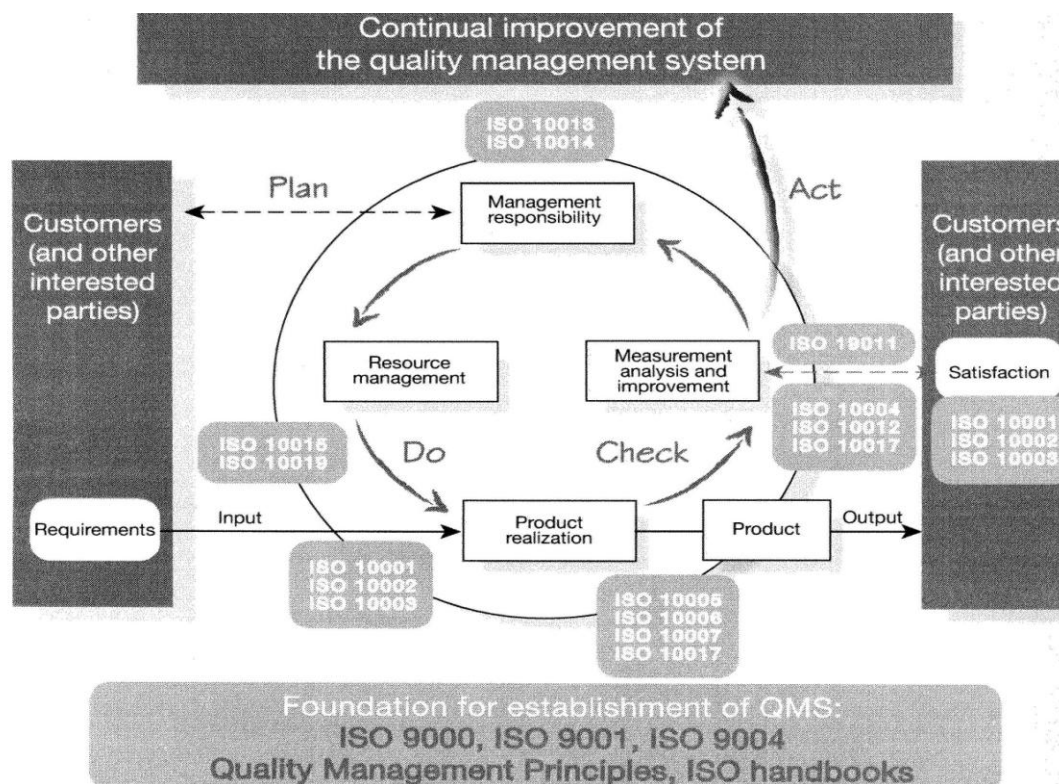 Continual improvement of
the quality management system
ISO 10013
ISO 10014
Plan
Act
Management
responsibility
Customers
(and other
interested
parties)
Customers
(and other
interested
parties)
ISO 19011
Resource
management
Measurement
analysis and
improvement
Satisfaction
ISO 10004
ISO 10012
ISO 10017
ISO 10001
ISO 10002
ISO 10003
ISO 10015
ISO 10019
Do
Check
Requirements
Input
Product
realization
Product
Output
ISO 10001
ISO 10002
ISO 10003
ISO 10005
ISO 10006
ISO 10007
ISO 10017
Foundation for establishment of QMS:
ISO 9000, ISO 9001, ISO 9004
Quality Management Principles, ISO handbooks